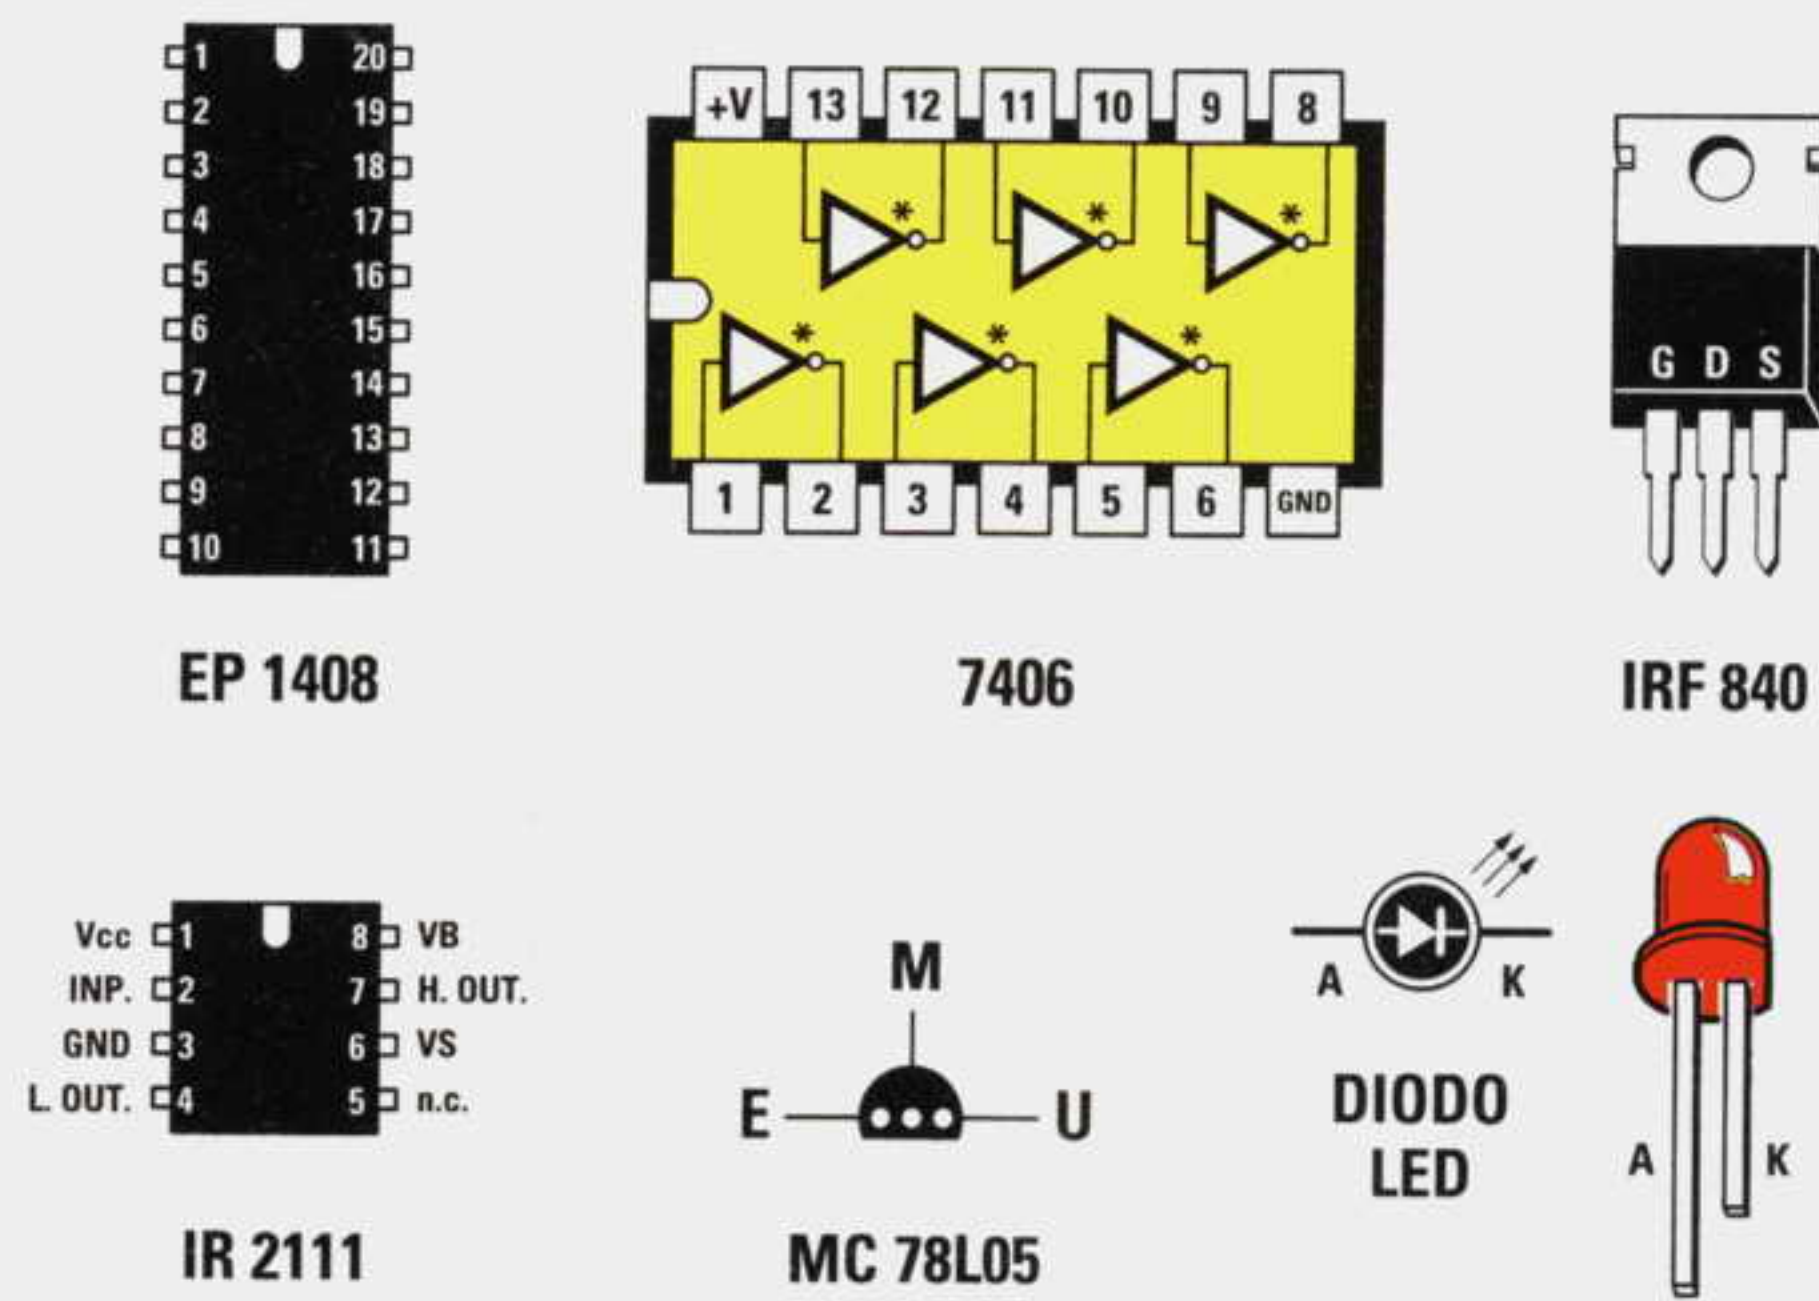 1 20
2 19
3 18
4 17
5 16
6 15
7 14
8 13
9 12
10 11
EP 1408
+V 13 12 11 10 9 8
* * *
* * *
1 2 3 4 5 6 GND
7406
G D S
IRF 840
Vcc 1 8 VB
INP. 2 7 H. OUT.
GND 3 6 VS
L. OUT. 4 5 n.c.
IR 2111
M
E U
MC 78L05
A K
DIODO
LED
A K